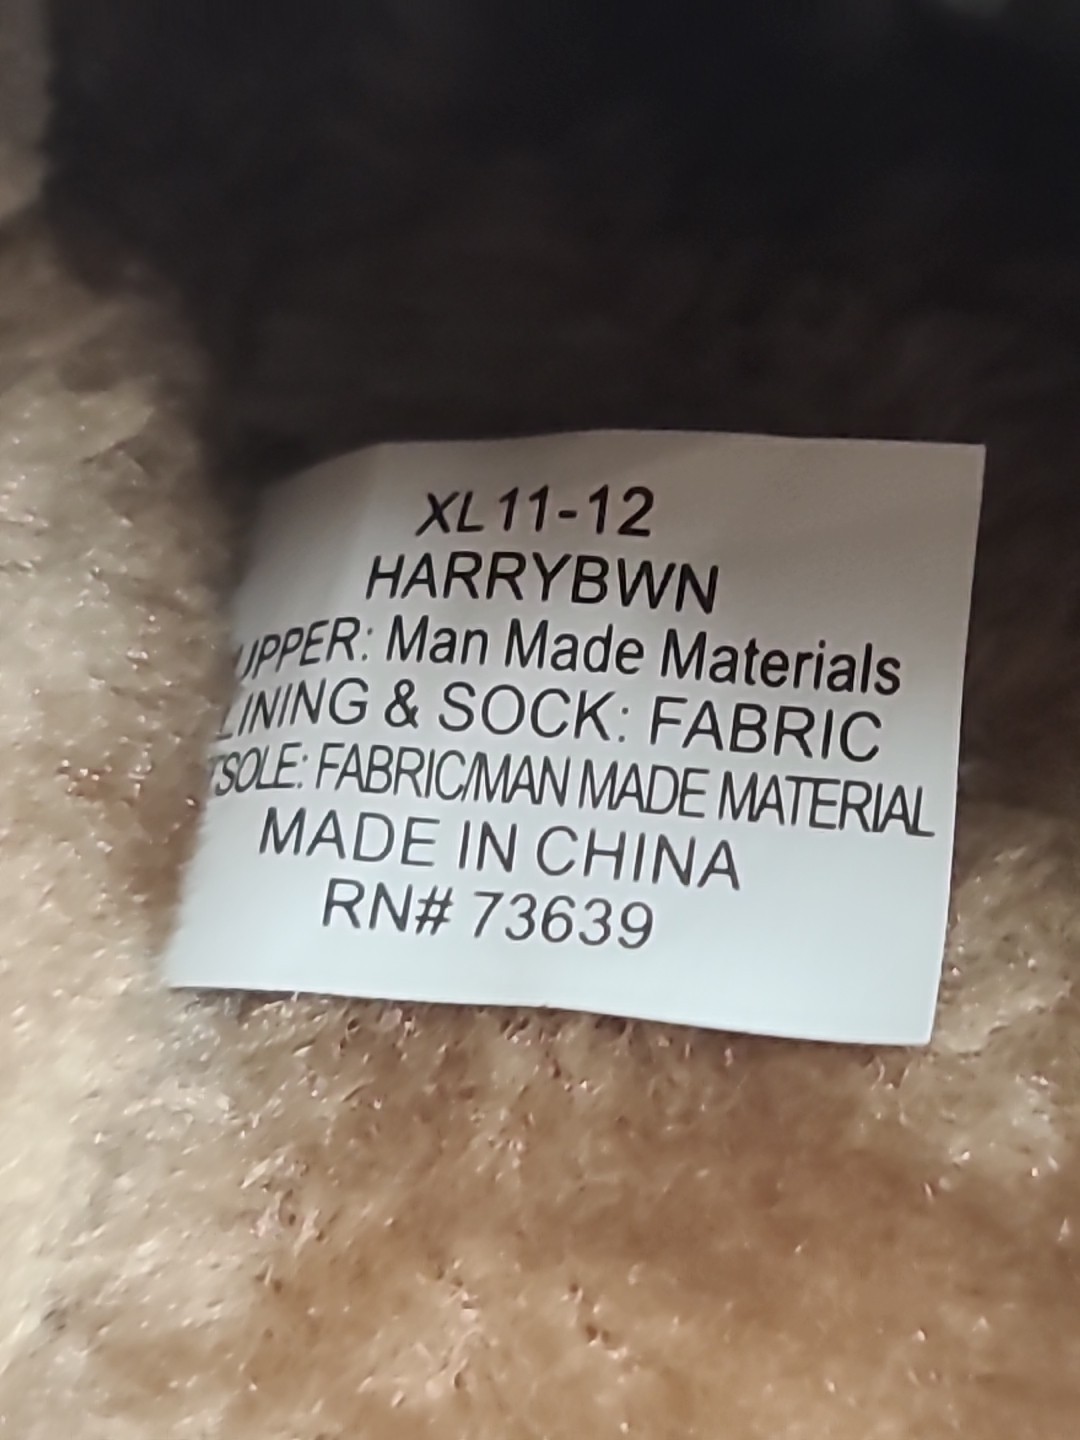 XL 11-12
HARRYBWN
UPPER: Man Made Materials
LINING & SOCK: FABRIC
TSOLE: FABRIC/MAN MADE MATERIAL
MADE IN CHINA
RN# 73639